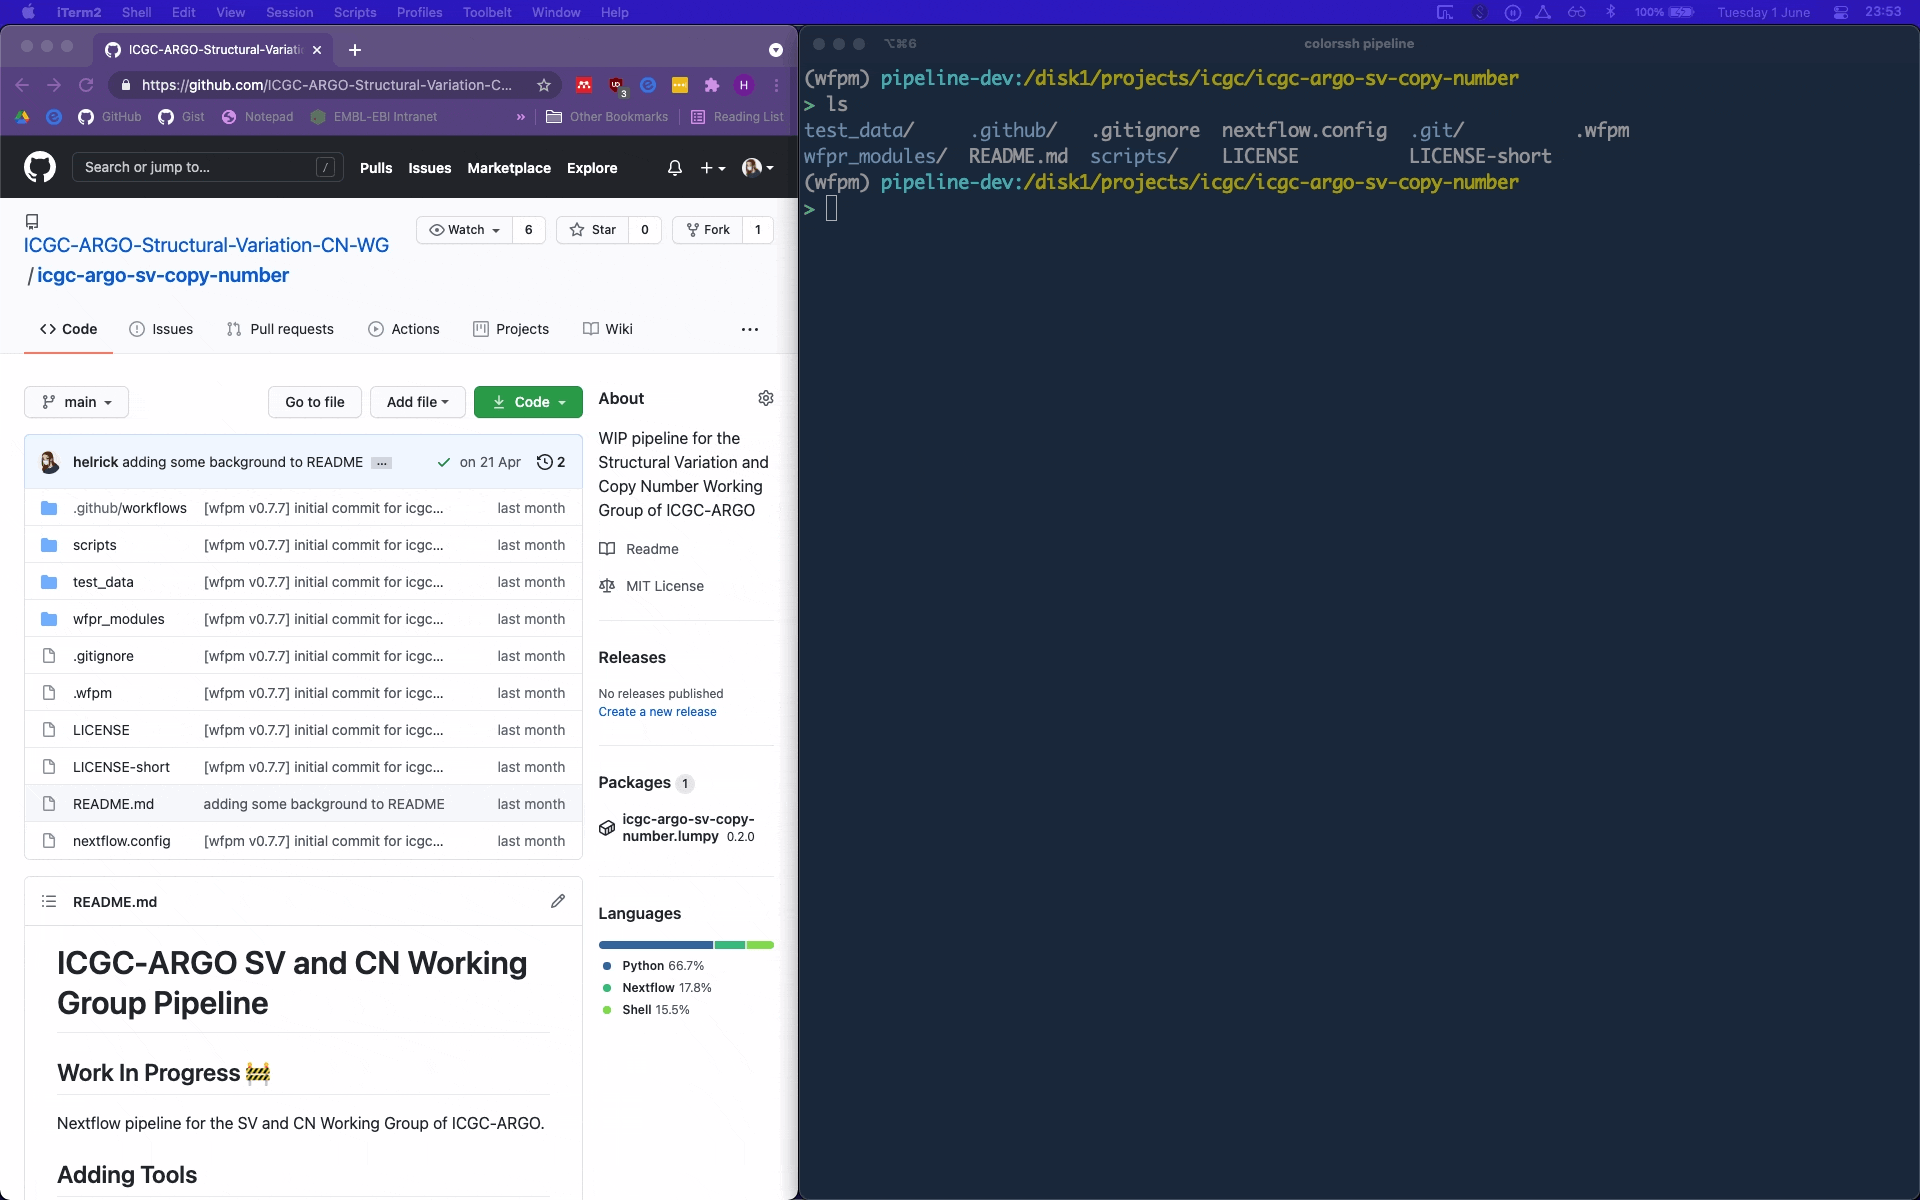 iTerm2 Shell Edit View Session Scripts Profiles Toolbelt Window Help 100% Tuesday 1 June 23:53
ICGC-ARGO-Structural-Variati
https://github.com/ICGC-ARGO-Structural-Variation-C... 3 H
GitHub Gist Notepad EMBL-EBI Intranet » Other Bookmarks Reading List
Search or jump to... / Pulls Issues Marketplace Explore
ICGC-ARGO-Structural-Variation-CN-WG
/ icgc-argo-sv-copy-number
Watch 6 Star 0 Fork 1
Code Issues Pull requests Actions Projects Wiki ...
main Go to file Add file Code
helrick adding some background to README ... on 21 Apr 2
.github/workflows [wfpm v0.7.7] initial commit for icgc... last month
scripts [wfpm v0.7.7] initial commit for icgc... last month
test_data [wfpm v0.7.7] initial commit for icgc... last month
wfpr_modules [wfpm v0.7.7] initial commit for icgc... last month
.gitignore [wfpm v0.7.7] initial commit for icgc... last month
.wfpm [wfpm v0.7.7] initial commit for icgc... last month
LICENSE [wfpm v0.7.7] initial commit for icgc... last month
LICENSE-short [wfpm v0.7.7] initial commit for icgc... last month
README.md adding some background to README last month
nextflow.config [wfpm v0.7.7] initial commit for icgc... last month
README.md
ICGC-ARGO SV and CN Working
Group Pipeline
Work In Progress 🚧
Nextflow pipeline for the SV and CN Working Group of ICGC-ARGO.
Adding Tools
About
WIP pipeline for the
Structural Variation and
Copy Number Working
Group of ICGC-ARGO
Readme
MIT License
Releases
No releases published
Create a new release
Packages 1
icgc-argo-sv-copy-
number.lumpy 0.2.0
Languages
Python 66.7%
Nextflow 17.8%
Shell 15.5%
⌥⌘6 colorssh pipeline
(wfpm) pipeline-dev:/disk1/projects/icgc/icgc-argo-sv-copy-number
> ls
test_data/ .github/ .gitignore nextflow.config .git/ .wfpm
wfpr_modules/ README.md scripts/ LICENSE LICENSE-short
(wfpm) pipeline-dev:/disk1/projects/icgc/icgc-argo-sv-copy-number
>